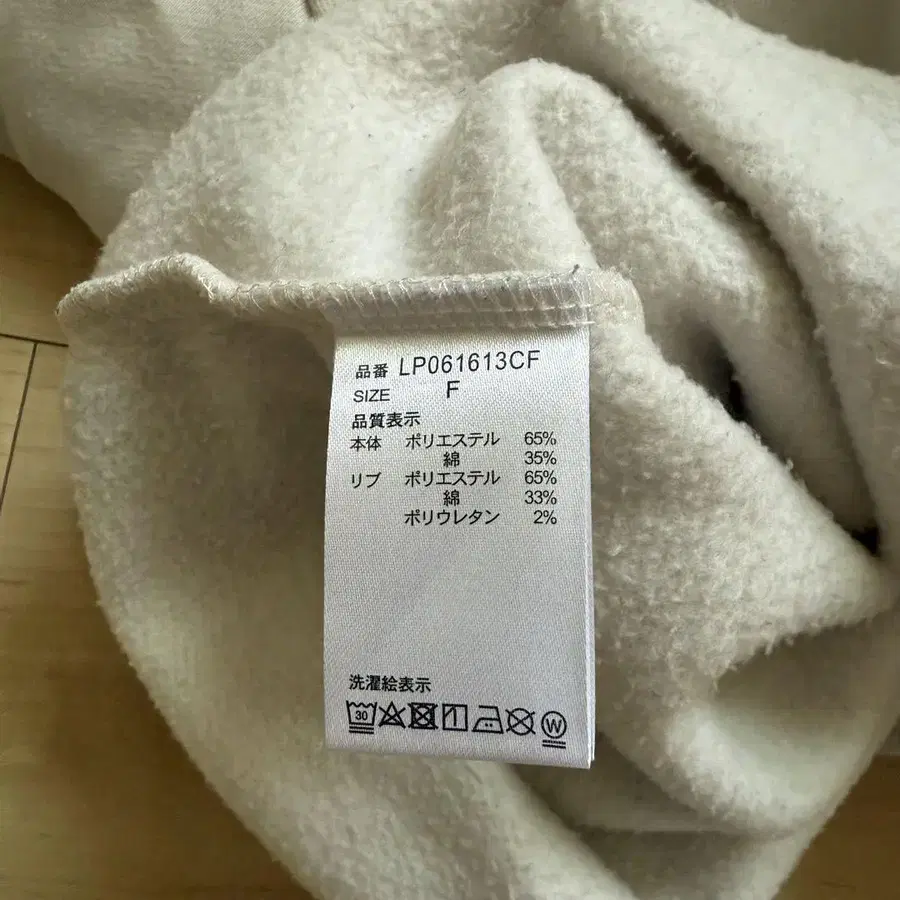 品番 LP061613CF
SIZE F
品質表示
本体 ポリエステル 65%
綿 35%
リブ ポリエステル 65%
綿 33%
ポリウレタン 2%
洗濯絵表示
30 W